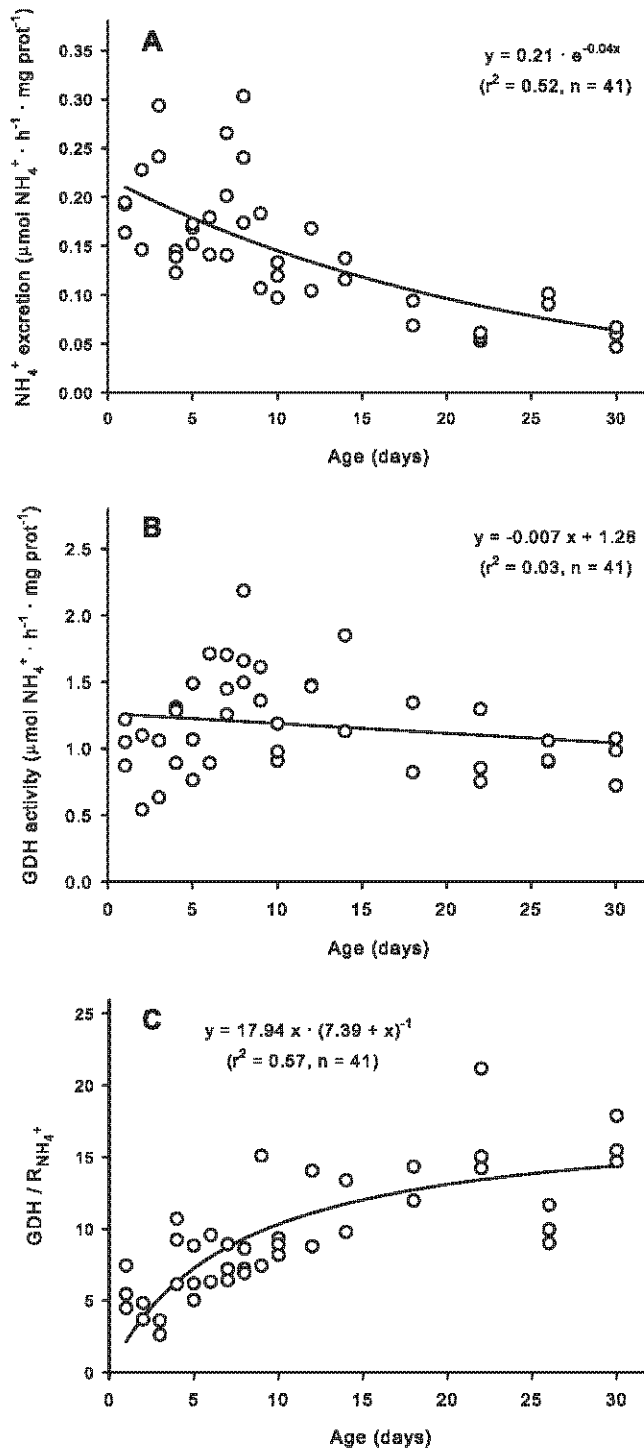 A
y = 0.21 · e-0.04x
(r2 = 0.52, n = 41)
NH4+ excretion (μmol NH4+ · h-1 · mg prot-1)
0.35
0.30
0.25
0.20
0.15
0.10
0.05
0.00
0 5 10 15 20 25 30
Age (days)
B
y = -0.007 x + 1.26
(r2 = 0.03, n = 41)
GDH activity (μmol NH4+ · h-1 · mg prot-1)
2.5
2.0
1.5
1.0
0.5
0.0
0 5 10 15 20 25 30
Age (days)
C
y = 17.94 x · (7.39 + x)-1
(r2 = 0.57, n = 41)
GDH / RNH4+
25
20
15
10
5
0
0 5 10 15 20 25 30
Age (days)